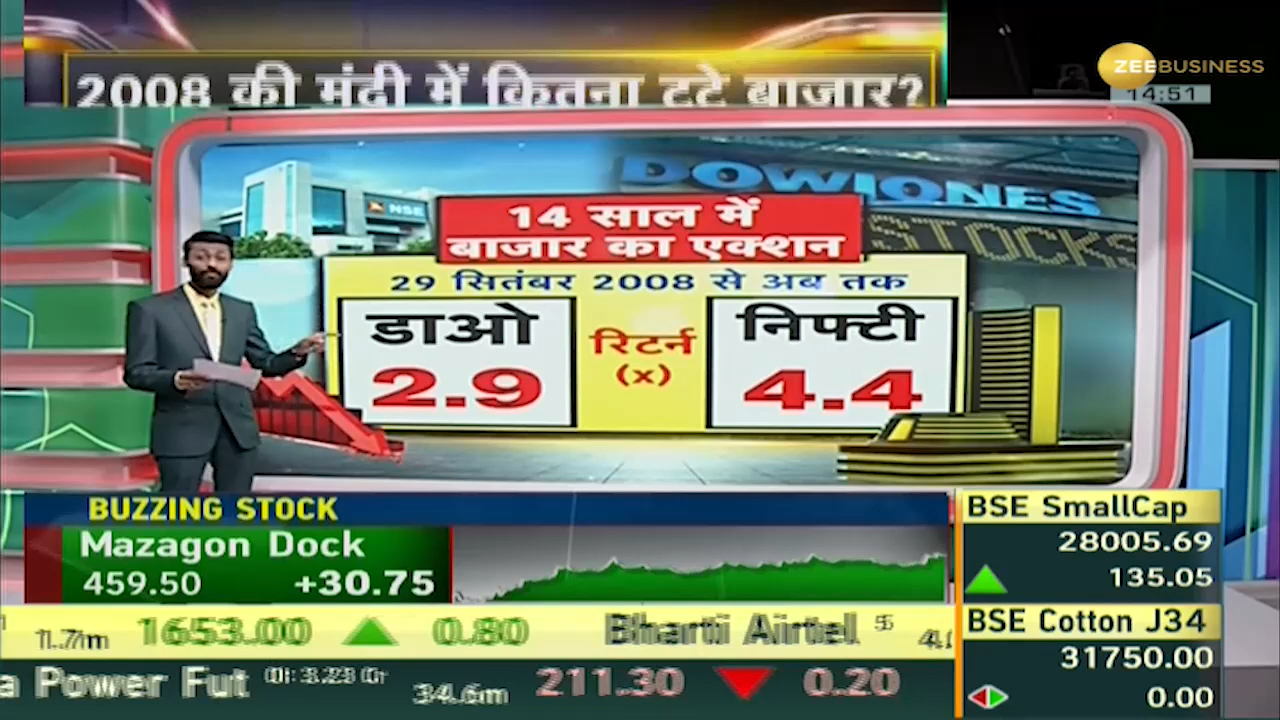 2008 की मंदी में कितना टूटे बाजार?
ZEEBUSINESS
14:51
NSE
DOWJONES
STOCKS
14 साल में
बाजार का एक्शन
29 सितंबर 2008 से अब तक
डाओ
2.9
रिटर्न
(x)
निफ्टी
4.4
BUZZING STOCK
Mazagon Dock
459.50 +30.75
BSE SmallCap
28005.69
135.05
BSE Cotton J34
31750.00
0.00
1.7m 1653.00 0.80 Bharti Airtel
a Power Fut 34.6m 211.30 0.20